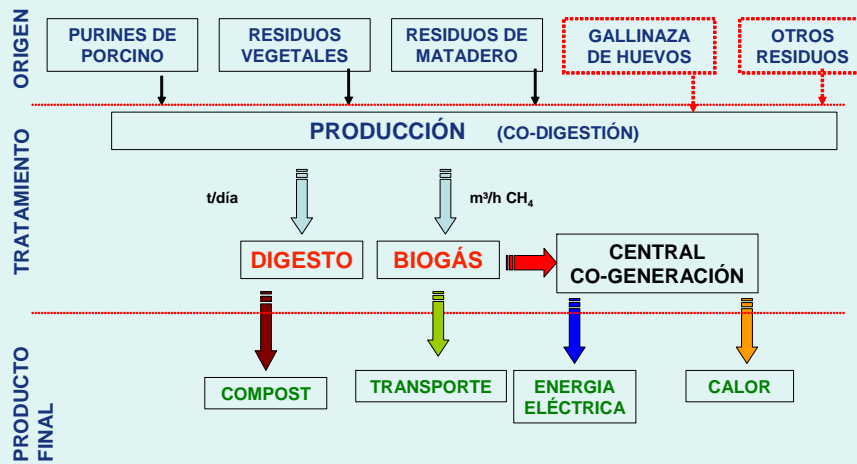 ORIGEN
PURINES DE
PORCINO
RESIDUOS
VEGETALES
RESIDUOS DE
MATADERO
GALLINAZA
DE HUEVOS
OTROS
RESIDUOS
TRATAMIENTO
PRODUCCIÓN (CO-DIGESTIÓN)
t/día
m³/h CH₄
DIGESTO
BIOGÁS
CENTRAL
CO-GENERACIÓN
PRODUCTO
FINAL
COMPOST
TRANSPORTE
ENERGIA
ELÉCTRICA
CALOR